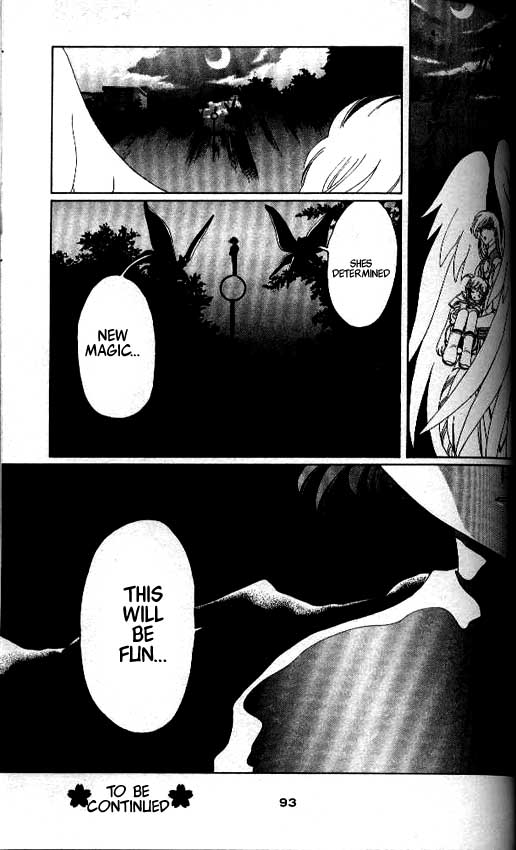 SHES
DETERMINED
NEW
MAGIC...
THIS
WILL
BE
FUN...
TO BE
CONTINUED
93